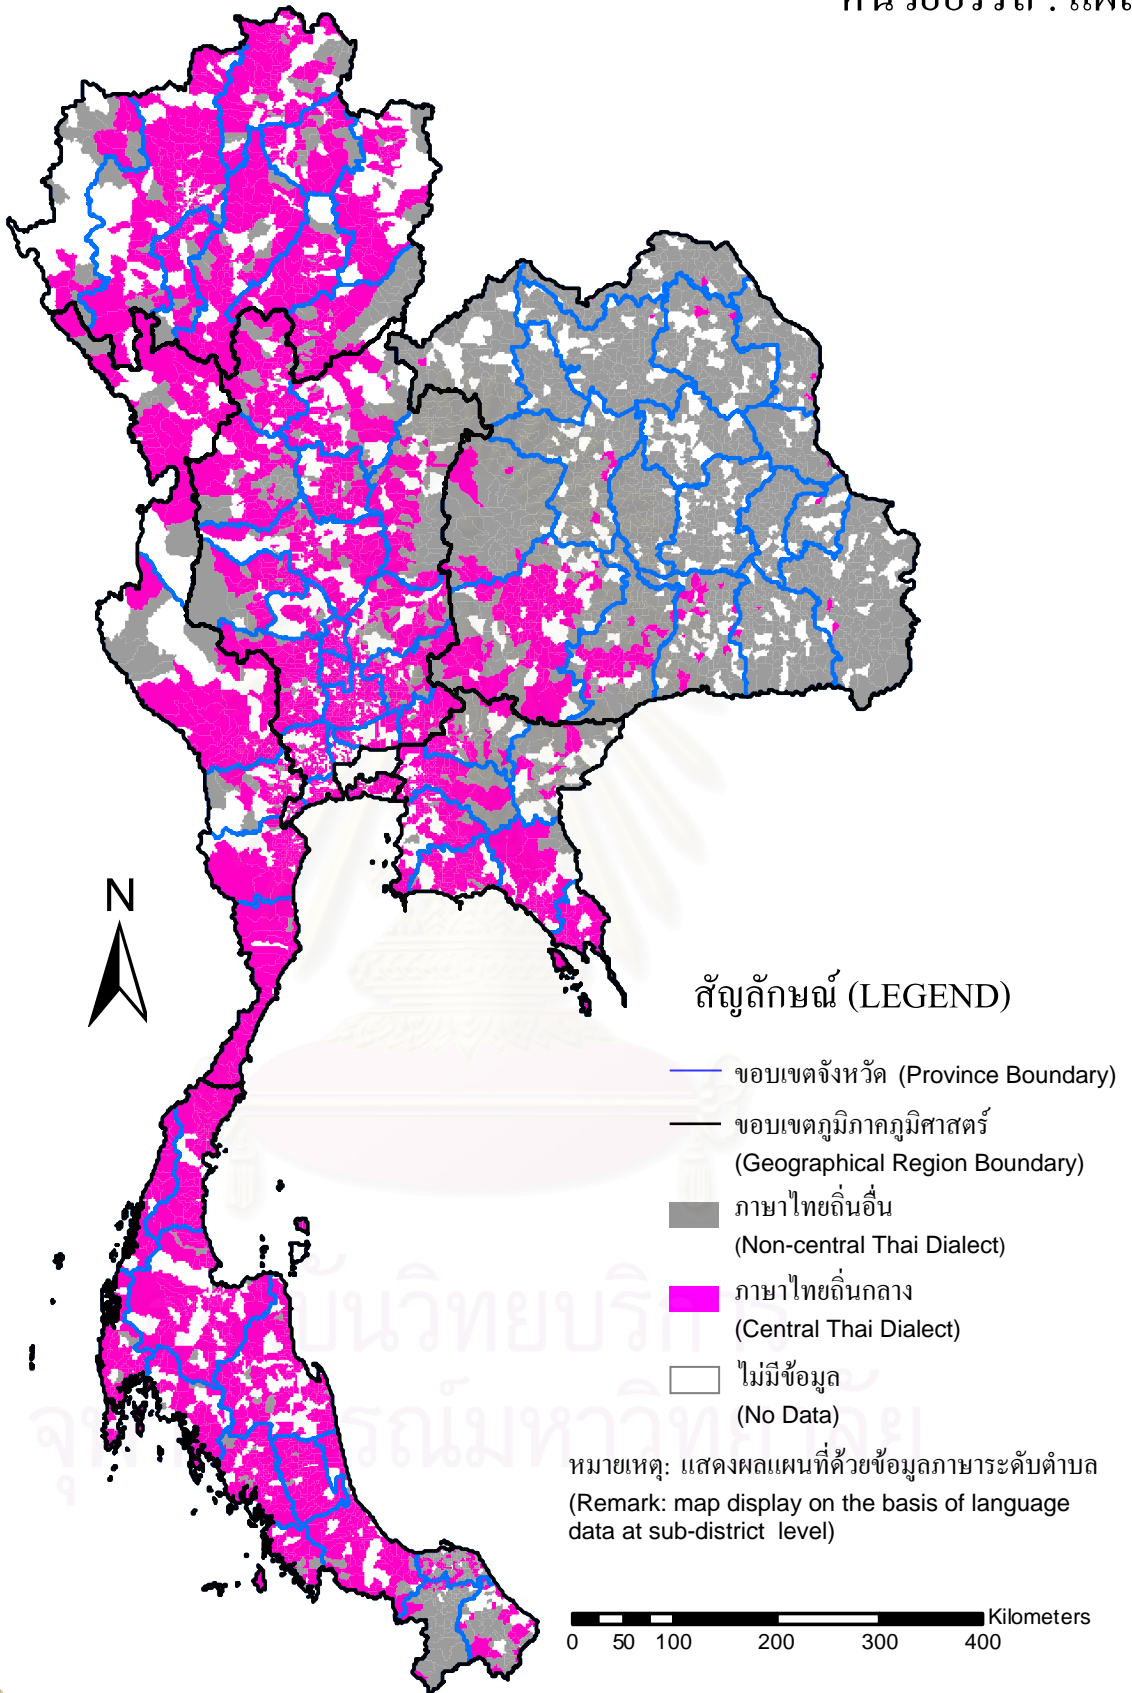 N
สัญลักษณ์ (LEGEND)
ขอบเขตจังหวัด (Province Boundary)
ขอบเขตภูมิภาคภูมิศาสตร์
(Geographical Region Boundary)
ภาษาไทยถิ่นอื่น
(Non-central Thai Dialect)
ภาษาไทยถิ่นกลาง
(Central Thai Dialect)
ไม่มีข้อมูล
(No Data)
หมายเหตุ: แสดงผลแผนที่ด้วยข้อมูลภาษาระดับตำบล
(Remark: map display on the basis of language
data at sub-district level)
Kilometers
0 50 100 200 300 400